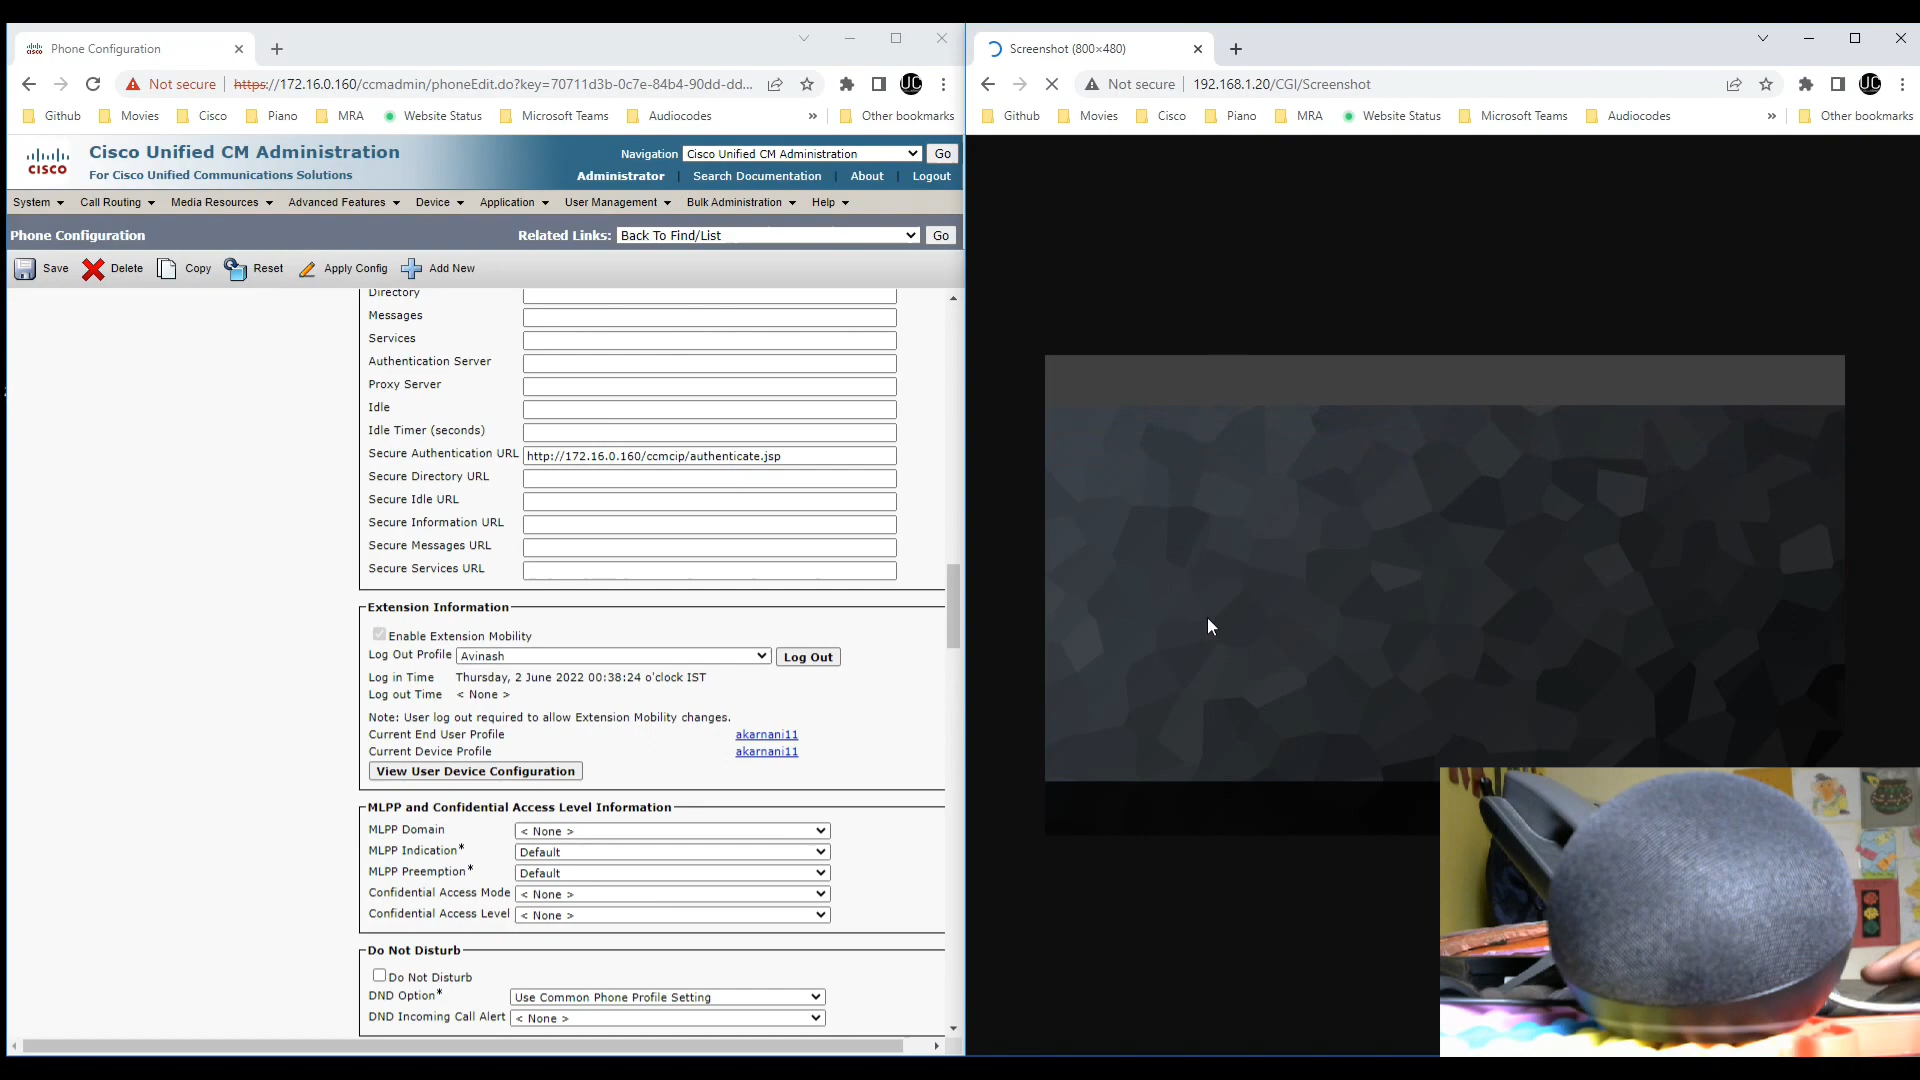 Phone Configuration
Not secure https://172.16.0.160/ccmadmin/phoneEdit.do?key=70711d3b-0c7e-84b4-90dd-dd... JC
Github Movies Cisco Piano MRA Website Status Microsoft Teams Audiocodes » Other bookmarks
CISCO
Cisco Unified CM Administration
For Cisco Unified Communications Solutions
Navigation Cisco Unified CM Administration Go
Administrator | Search Documentation | About | Logout
System Call Routing Media Resources Advanced Features Device Application User Management Bulk Administration Help
Phone Configuration Related Links: Back To Find/List Go
Save Delete Copy Reset Apply Config Add New
Directory
Messages
Services
Authentication Server
Proxy Server
Idle
Idle Timer (seconds)
Secure Authentication URL http://172.16.0.160/ccmcip/authenticate.jsp
Secure Directory URL
Secure Idle URL
Secure Information URL
Secure Messages URL
Secure Services URL
Extension Information
Enable Extension Mobility
Log Out Profile Avinash Log Out
Log in Time Thursday, 2 June 2022 00:38:24 o'clock IST
Log out Time < None >
Note: User log out required to allow Extension Mobility changes.
Current End User Profile akarnani11
Current Device Profile akarnani11
View User Device Configuration
MLPP and Confidential Access Level Information
MLPP Domain < None >
MLPP Indication* Default
MLPP Preemption* Default
Confidential Access Mode < None >
Confidential Access Level < None >
Do Not Disturb
Do Not Disturb
DND Option* Use Common Phone Profile Setting
DND Incoming Call Alert < None >
Screenshot (800×480)
Not secure 192.168.1.20/CGI/Screenshot JC
Github Movies Cisco Piano MRA Website Status Microsoft Teams Audiocodes » Other bookmarks